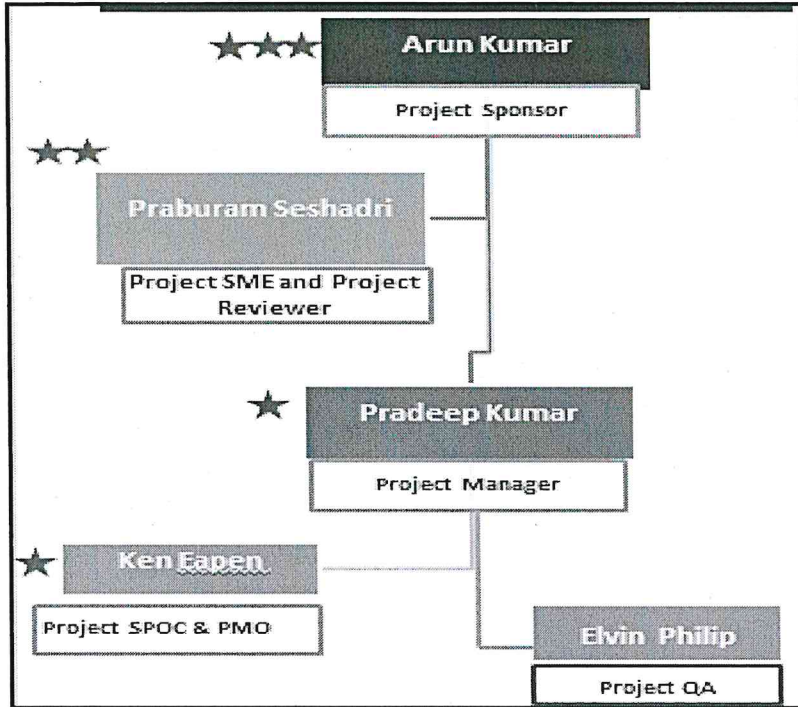 Arun Kumar
Project Sponsor
Praburam Seshadri
Project SME and Project
Reviewer
Pradeep Kumar
Project Manager
Ken Eapen
Project SPOC & PMO
Elvin Philip
Project QA